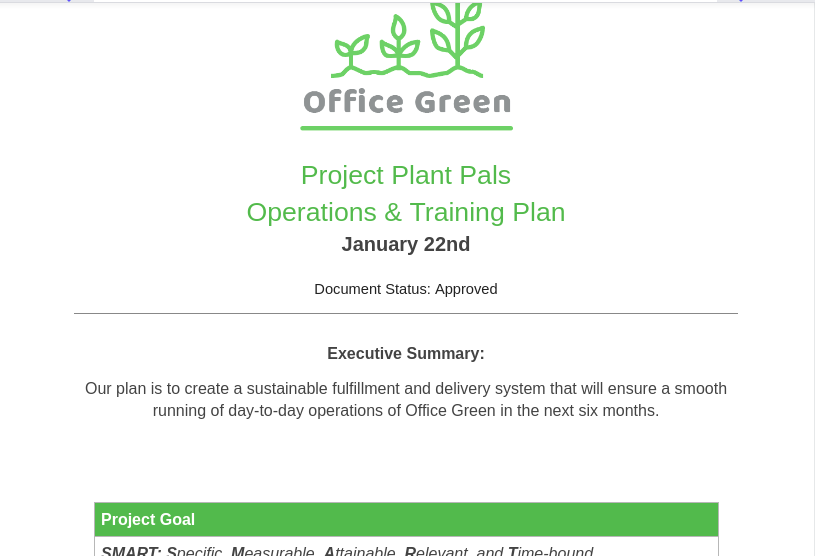 Office Green
Project Plant Pals
Operations & Training Plan
January 22nd
Document Status: Approved
Executive Summary:
Our plan is to create a sustainable fulfillment and delivery system that will ensure a smooth
running of day-to-day operations of Office Green in the next six months.
Project Goal
SMART: Specific, Measurable, Attainable, Relevant, and Time-bound